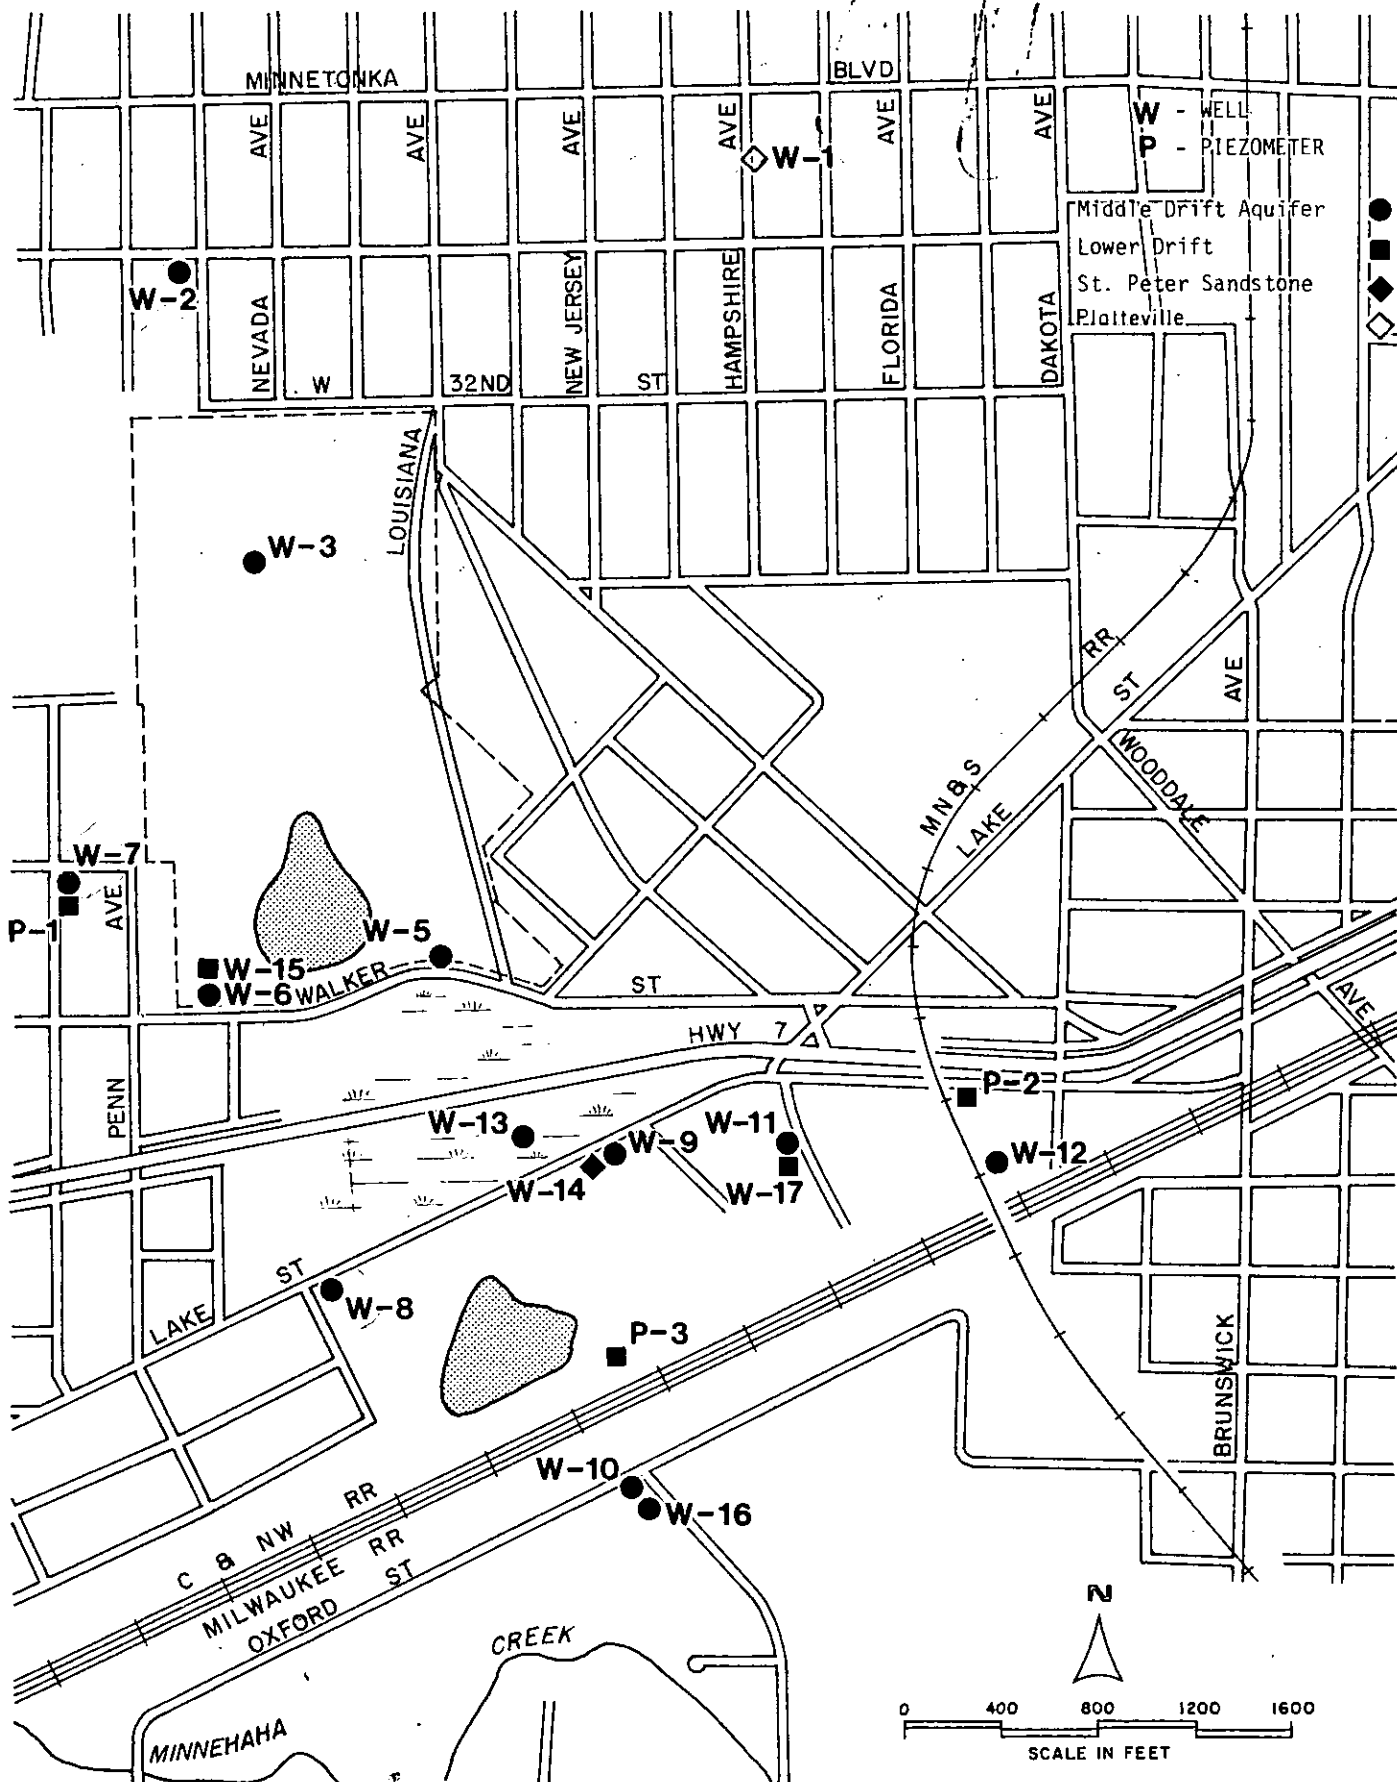 MINNETONKA BLVD
AVE AVE AVE AVE AVE AVE
W - WELL
P - PIEZOMETER
W-1
Middle Drift Aquifer
Lower Drift
St. Peter Sandstone
Platteville
W-2
NEVADA
NEW JERSEY
HAMPSHIRE
FLORIDA
DAKOTA
W 32ND ST
LOUISIANA
W-3
RR
ST
AVE
WOODDALE
MN & S
LAKE
W-7
AVE
P-1
W-5
W-15
W-6
WALKER
ST
AVE
HWY 7
PENN
P-2
W-13
W-9
W-11
W-12
W-14
W-17
ST
LAKE
W-8
P-3
BRUNSWICK
W-10
W-16
C & NW RR
MILWAUKEE RR
OXFORD ST
N
CREEK
MINNEHAHA
0 400 800 1200 1600
SCALE IN FEET